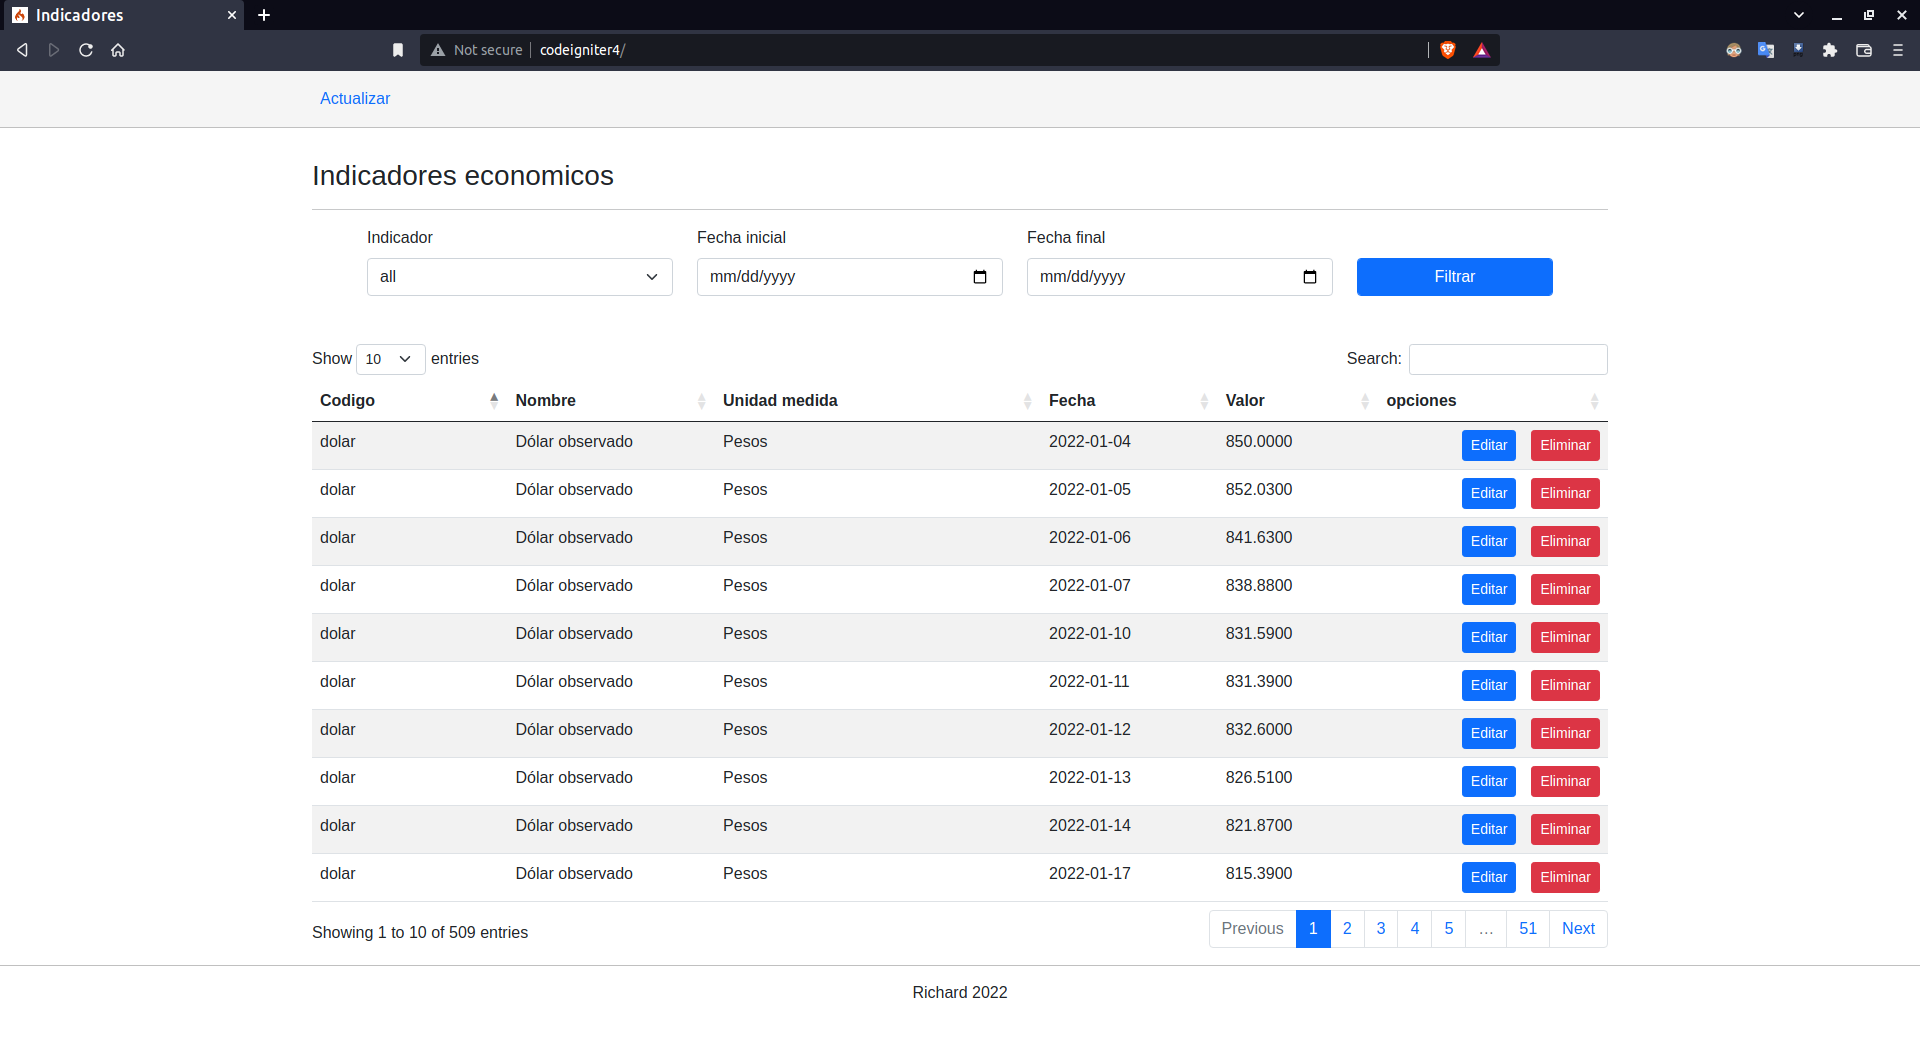 Indicadores
Not secure codeigniter4/
Actualizar
Indicadores economicos
Indicador Fecha inicial Fecha final
all mm/dd/yyyy mm/dd/yyyy Filtrar
Show 10 entries Search:
Codigo Nombre Unidad medida Fecha Valor opciones
dolar Dólar observado Pesos 2022-01-04 850.0000 Editar Eliminar
dolar Dólar observado Pesos 2022-01-05 852.0300 Editar Eliminar
dolar Dólar observado Pesos 2022-01-06 841.6300 Editar Eliminar
dolar Dólar observado Pesos 2022-01-07 838.8800 Editar Eliminar
dolar Dólar observado Pesos 2022-01-10 831.5900 Editar Eliminar
dolar Dólar observado Pesos 2022-01-11 831.3900 Editar Eliminar
dolar Dólar observado Pesos 2022-01-12 832.6000 Editar Eliminar
dolar Dólar observado Pesos 2022-01-13 826.5100 Editar Eliminar
dolar Dólar observado Pesos 2022-01-14 821.8700 Editar Eliminar
dolar Dólar observado Pesos 2022-01-17 815.3900 Editar Eliminar
Showing 1 to 10 of 509 entries Previous 1 2 3 4 5 … 51 Next
Richard 2022